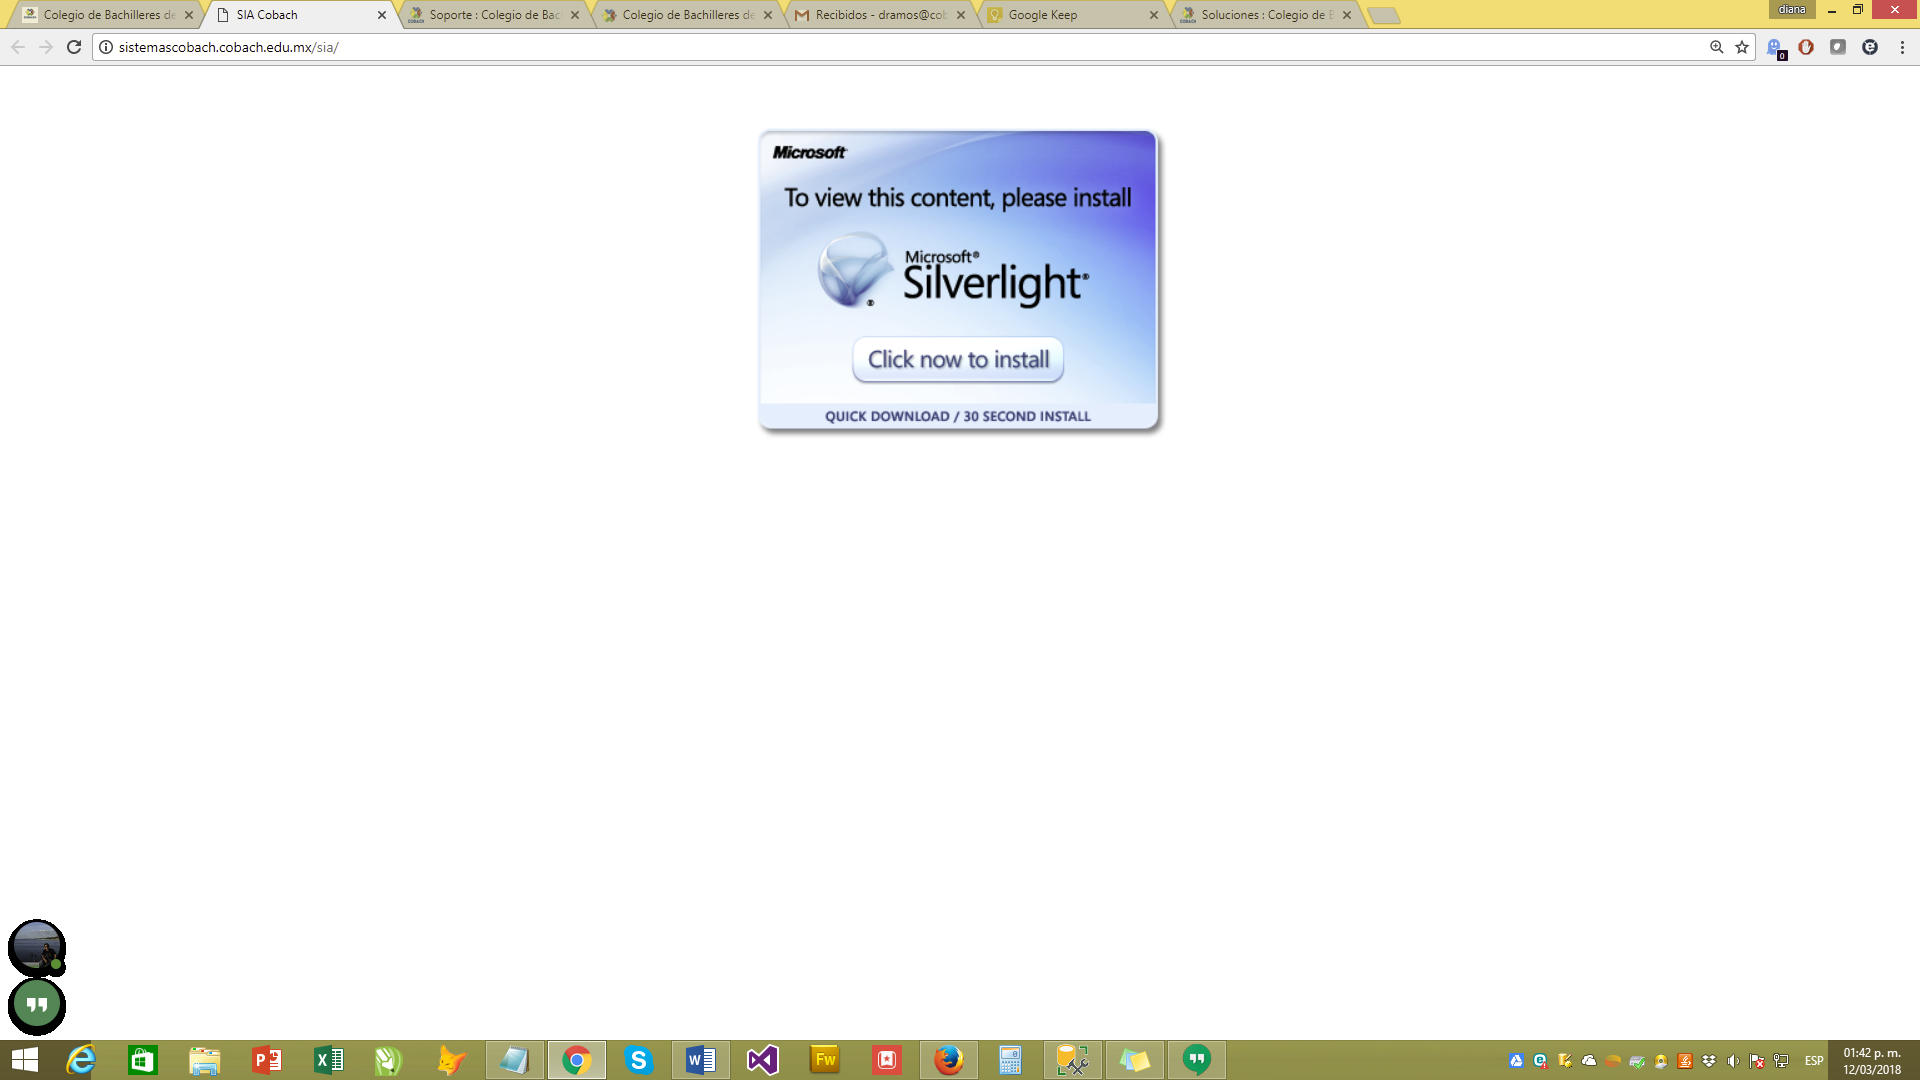 Colegio de Bachilleres de
SIA Cobach
Soporte : Colegio de Bac
Colegio de Bachilleres de
Recibidos - dramos@cob
Google Keep
Soluciones : Colegio de B
diana
sistemascobach.cobach.edu.mx/sia/
0
Microsoft
To view this content, please install
Microsoft®
Silverlight®
Click now to install
QUICK DOWNLOAD / 30 SECOND INSTALL
Fw
ESP
01:42 p. m.
12/03/2018